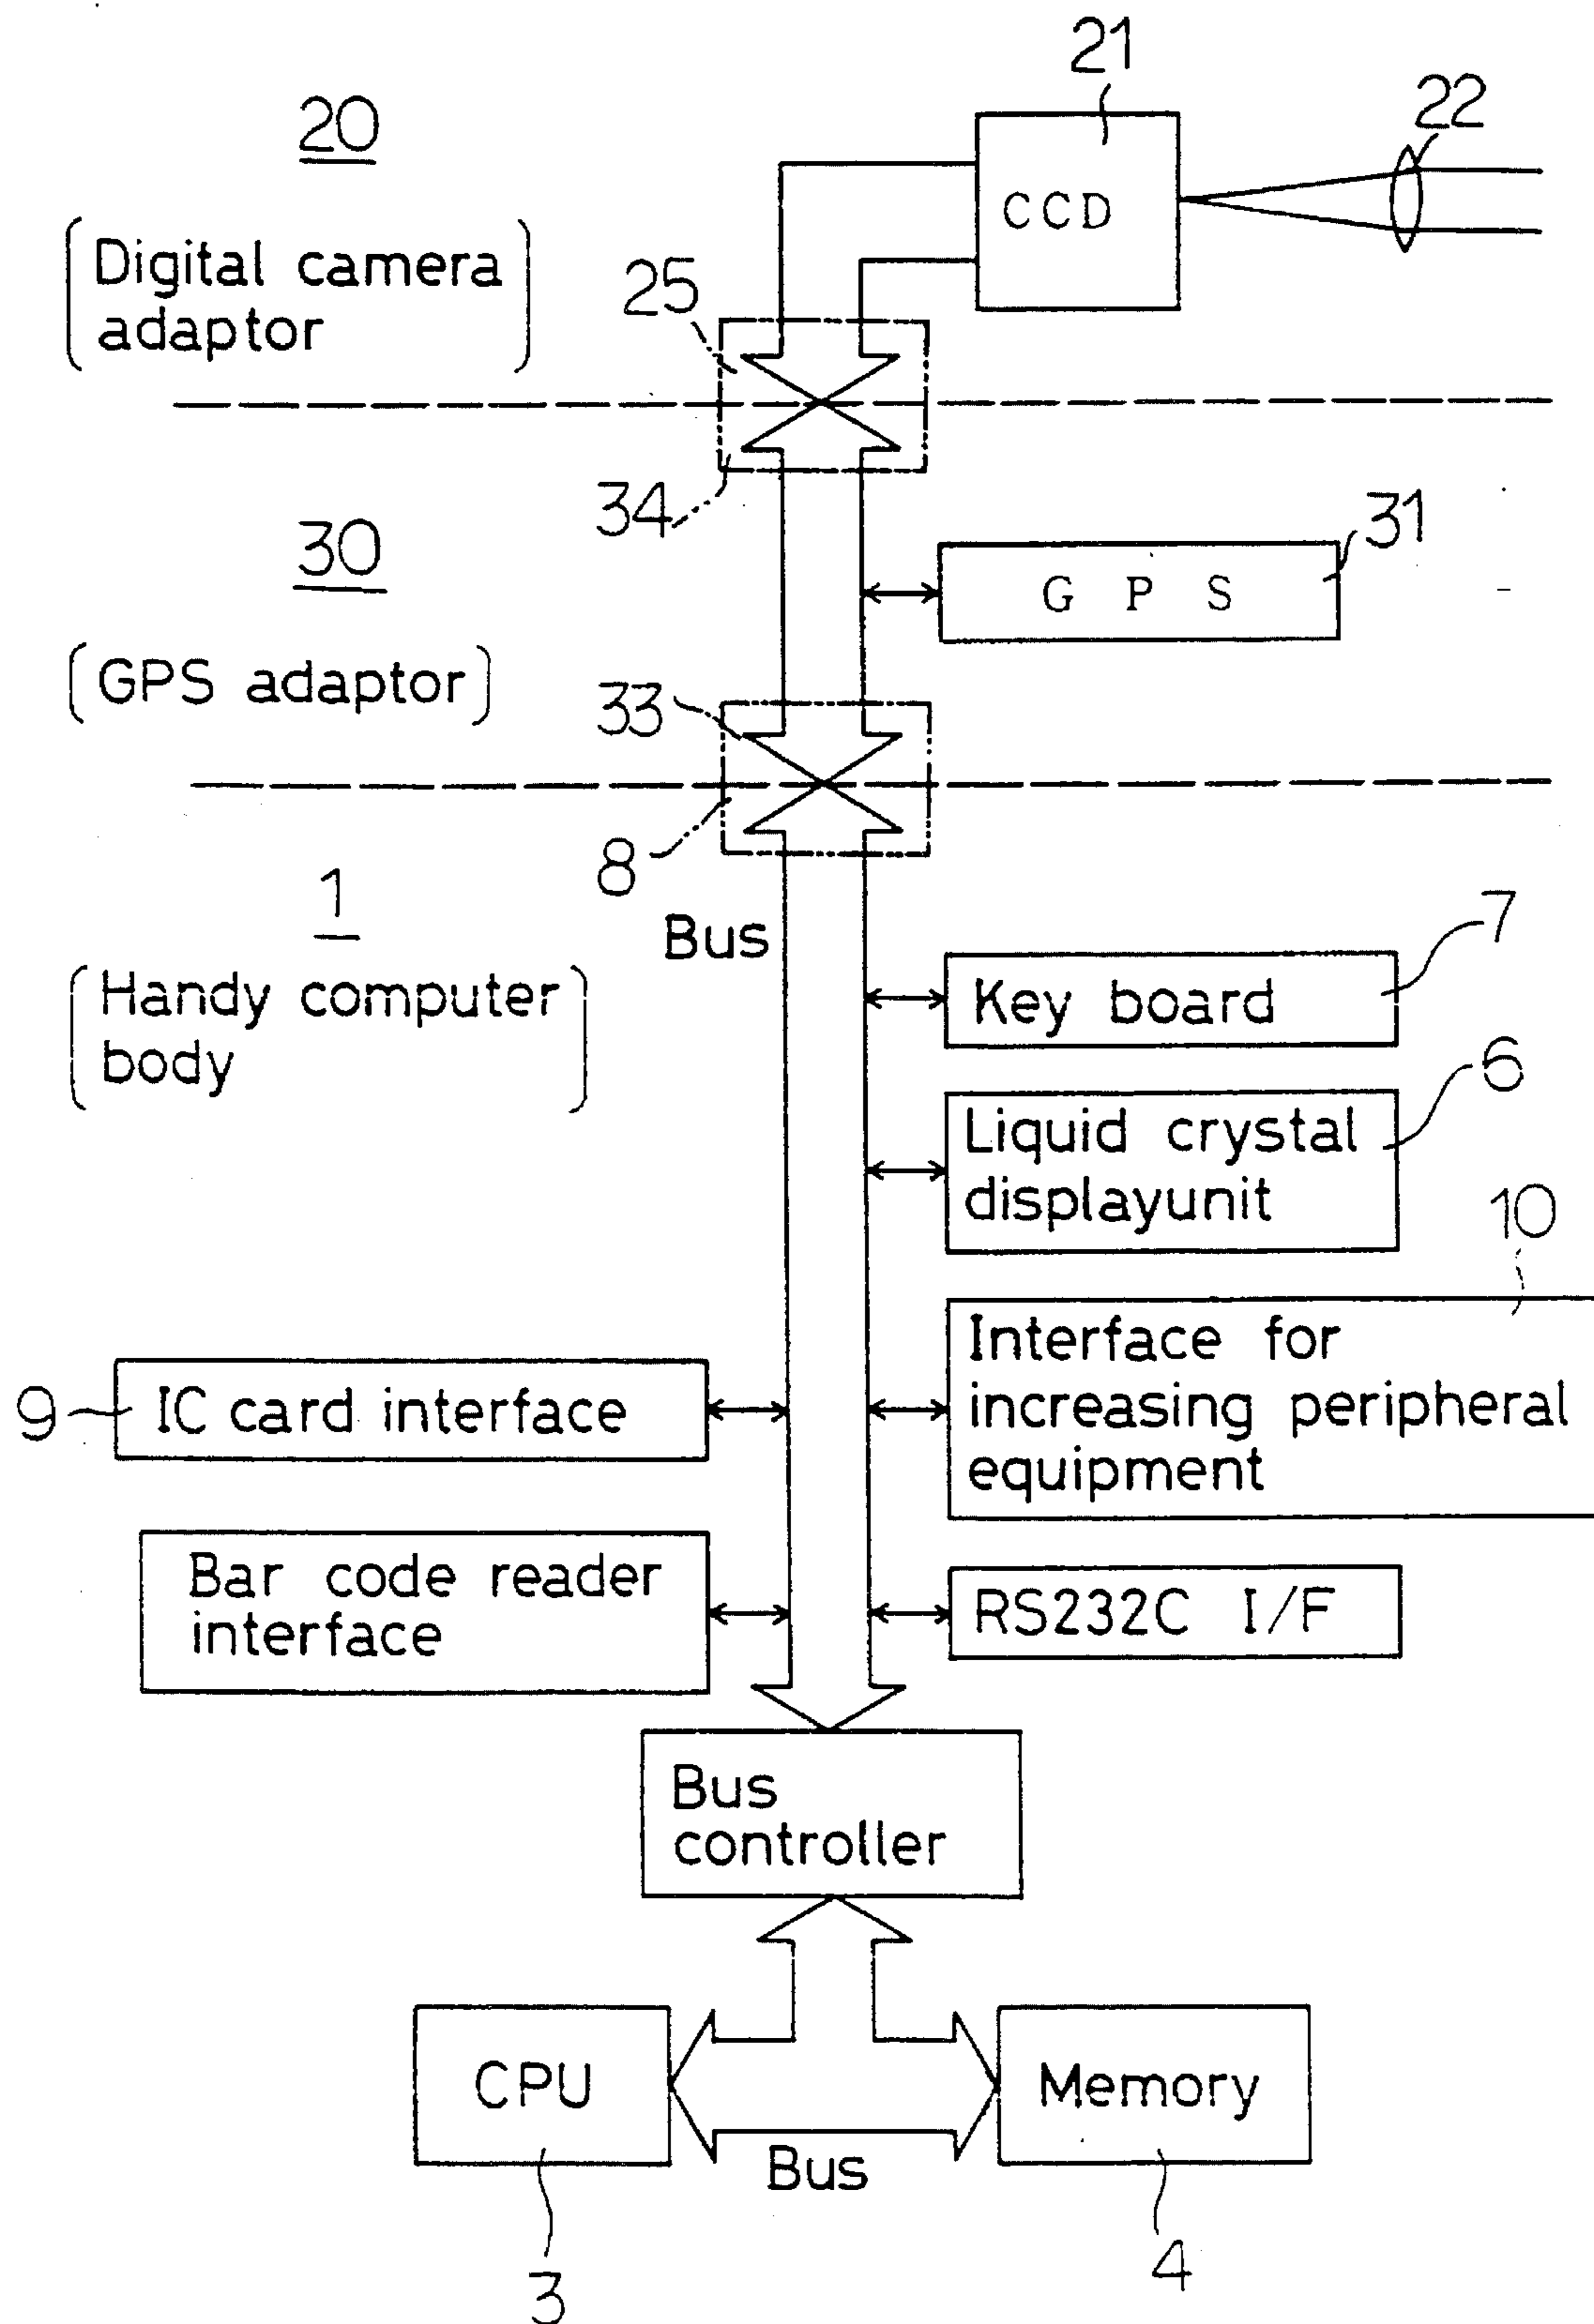 21
22
20
CCD
Digital camera
adaptor
25
34
31
30
G P S
GPS adaptor
33
8
1
Bus
7
Handy computer
body
Key board
6
Liquid crystal
displayunit
10
Interface for
increasing peripheral
equipment
9
IC card interface
Bar code reader
interface
RS232C I/F
Bus
controller
CPU
Memory
Bus
3
4